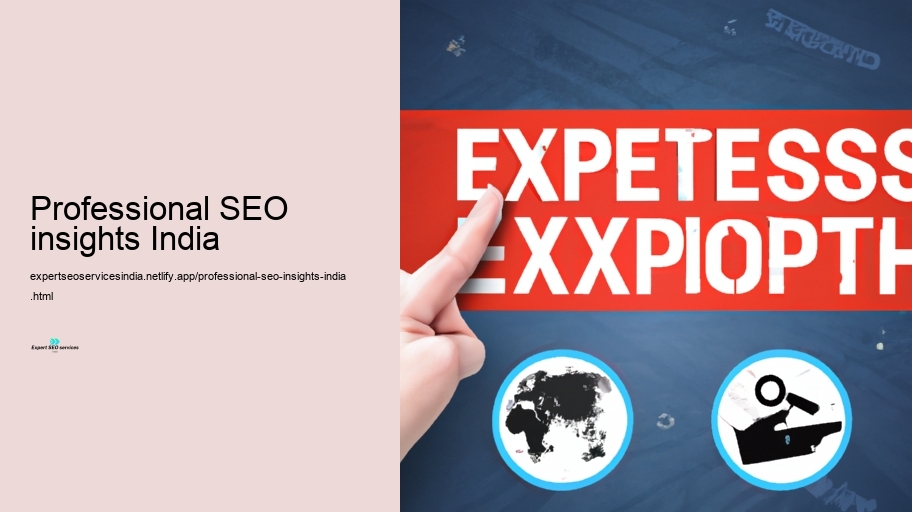 Professional SEO
insights India
expertseoservicesindia.netlify.app/professional-seo-insights-india
.html
Expert SEO services
EXPETESSS
EXXPIOPTH